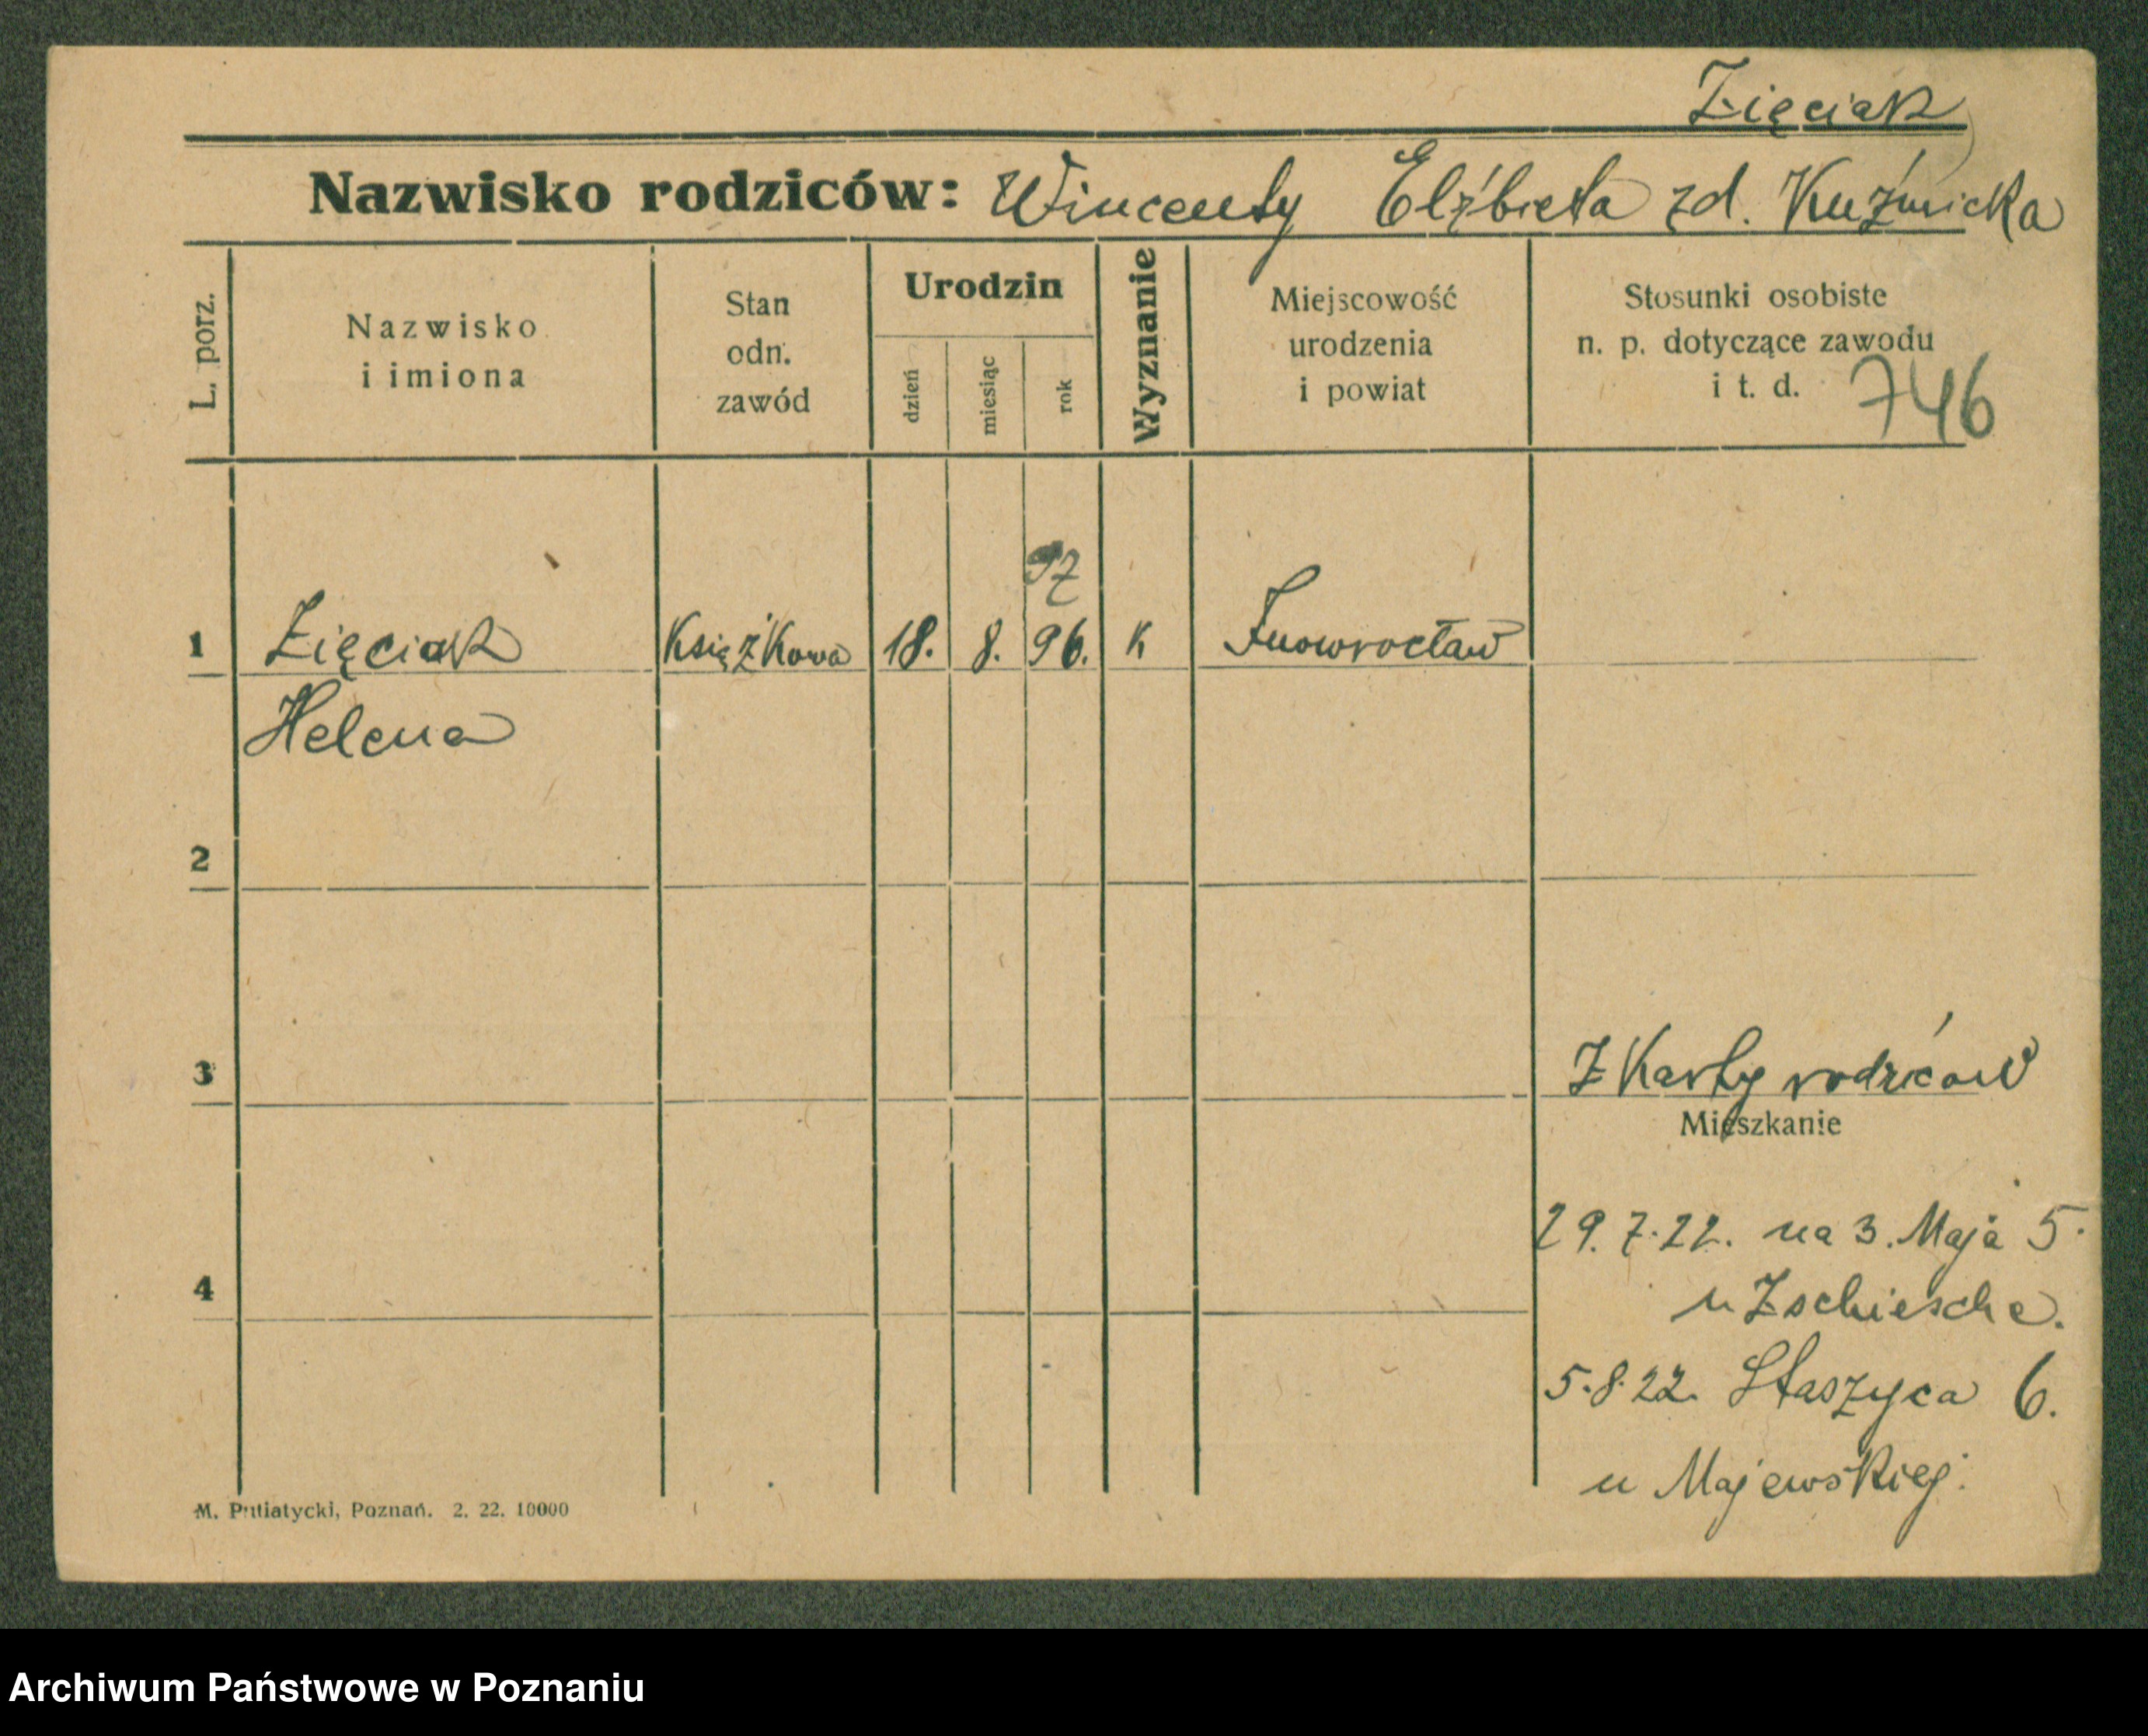 Zięciak
Nazwisko rodziców: Wincenty Elżbieta zd. Kuźnicka
L. porz.
Nazwisko
i imiona
Stan
odn.
zawód
Urodzin
dzień
miesiąc
rok
Wyznanie
Miejscowość
urodzenia
i powiat
Stosunki osobiste
n. p. dotyczące zawodu
i t. d.
746
97
1 Zięciak Książkowa 18. 8. 96. K Inowrocław
Helena
2
3
Z Karty rodziców
Mieszkanie
29.7.22. na 3. Maja 5.
4
u Zschiesche.
5.8.22. Staszyca 6.
u Majewskiej.
M. Putiatycki, Poznań. 2. 22. 10000
Archiwum Państwowe w Poznaniu